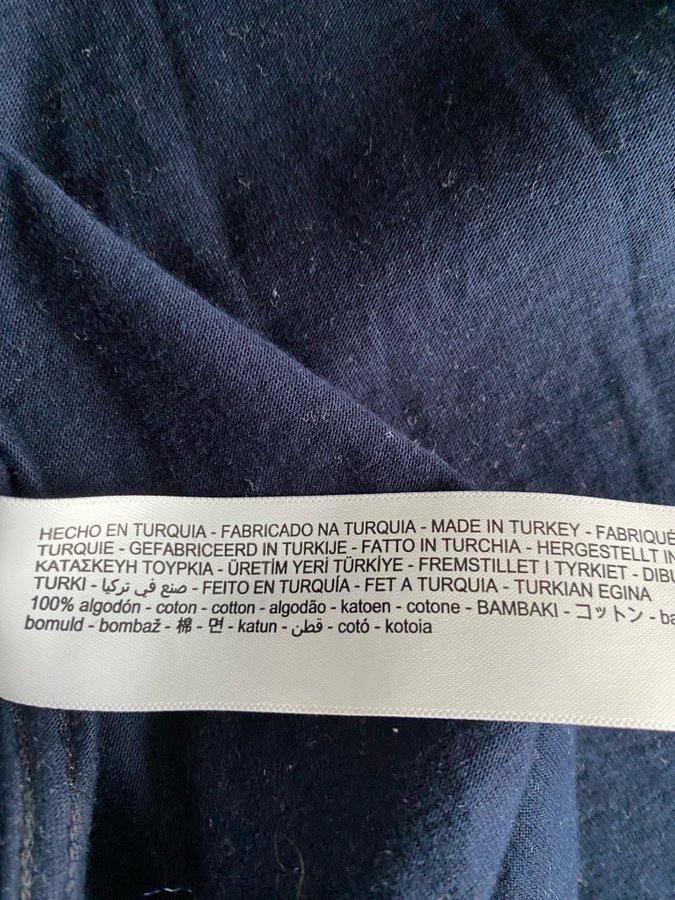 HECHO EN TURQUIA - FABRICADO NA TURQUIA - MADE IN TURKEY - FABRIQUÉ
TURQUIE - GEFABRICEERD IN TURKIJE - FATTO IN TURCHIA - HERGESTELLT IN
ΚΑΤΑΣΚΕΥΗ ΤΟΥΡΚΙΑ - ÜRETİM YERİ TÜRKİYE - FREMSTILLET I TYRKIET - DIBU
TURKI - صنع في تركيا - FEITO EN TURQUÍA - FET A TURQUIA - TURKIAN EGINA
100% algodón - coton - cotton - algodão - katoen - cotone - ΒΑΜΒΑΚΙ - コットン - ba
bomuld - bombaž - 棉 - 면 - katun - قطن - cotó - kotoia